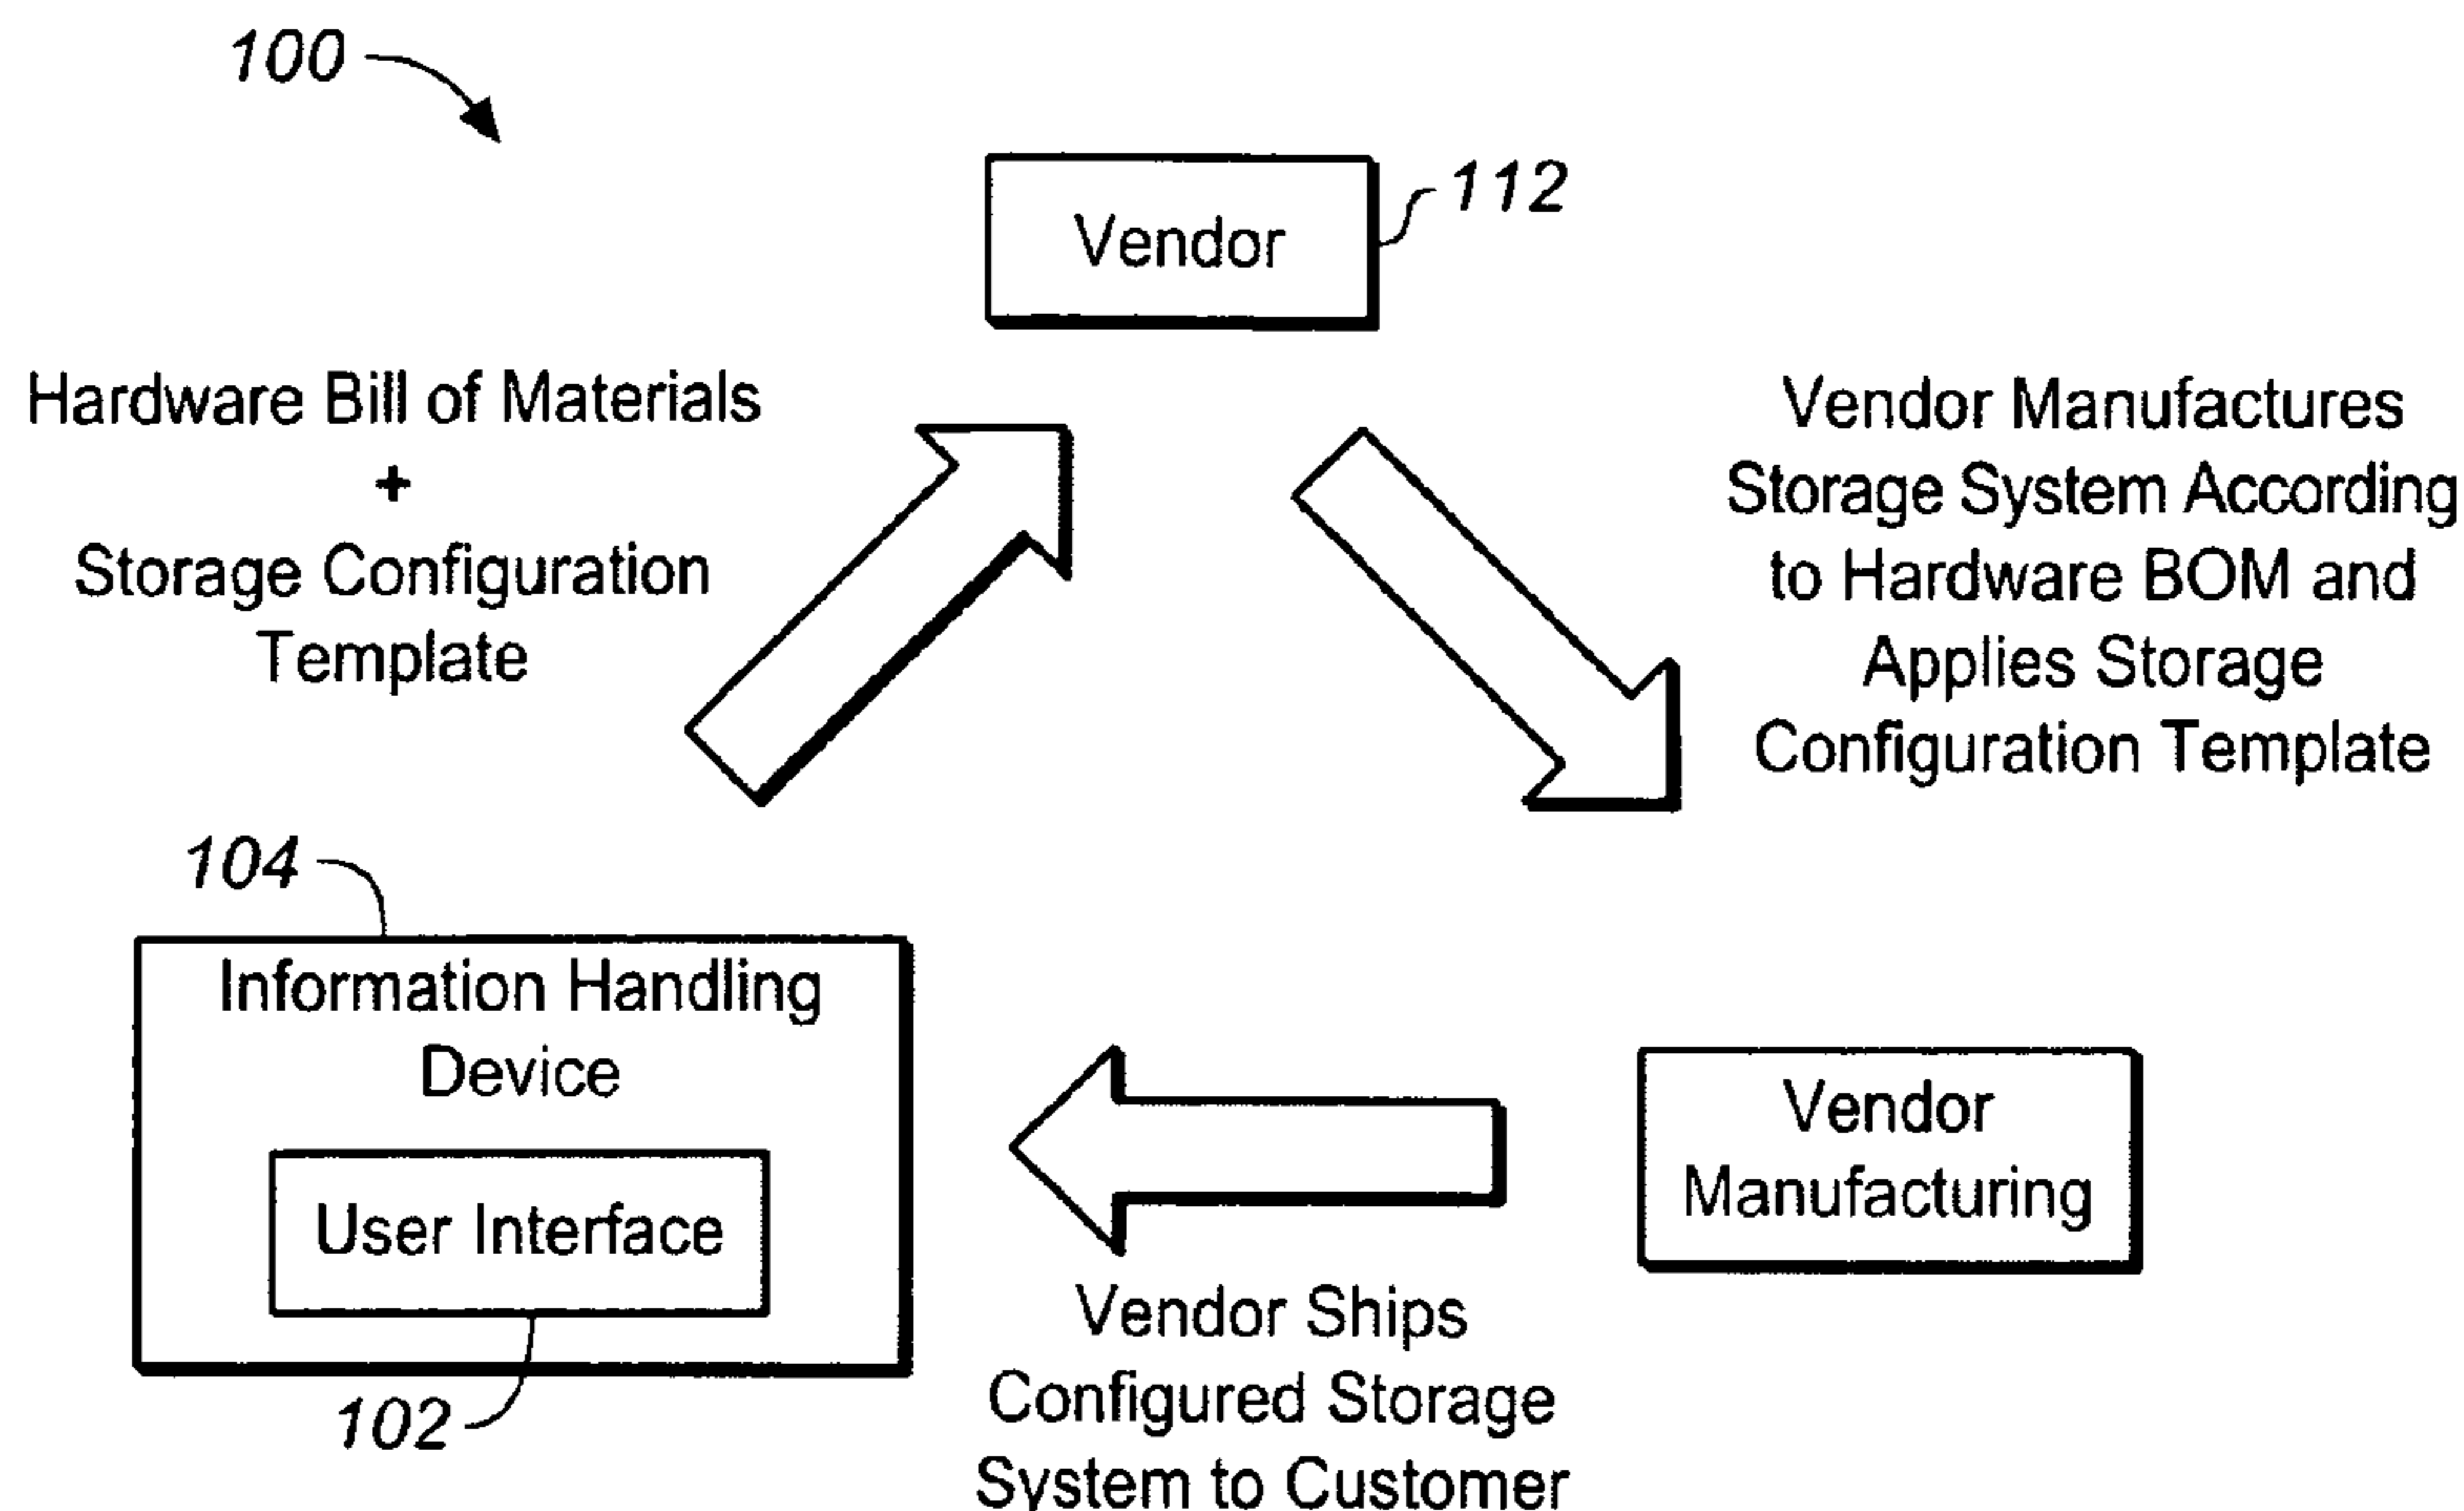 100
Vendor
112
Hardware Bill of Materials
+
Storage Configuration
Template
Vendor Manufactures
Storage System According
to Hardware BOM and
Applies Storage
Configuration Template
104
Information Handling
Device
User Interface
102
Vendor
Manufacturing
Vendor Ships
Configured Storage
System to Customer